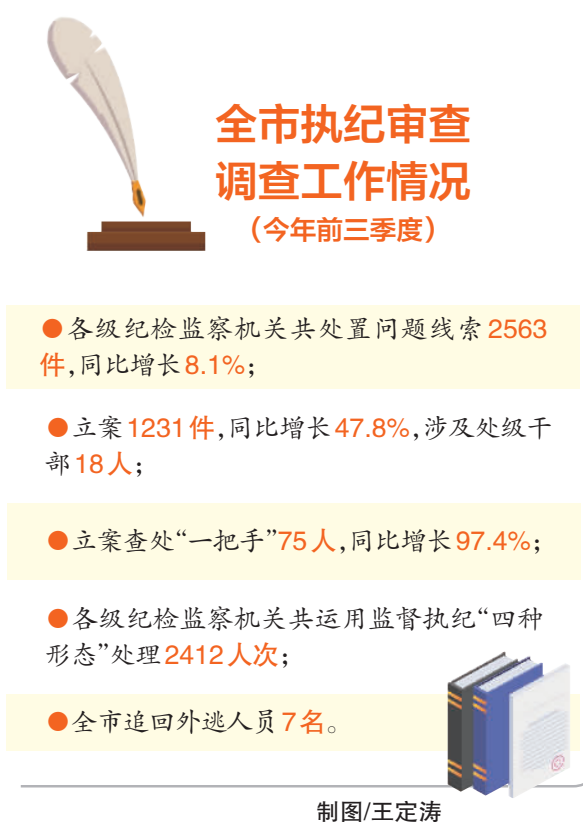 全市执纪审查
调查工作情况
（今年前三季度）
●各级纪检监察机关共处置问题线索2563
件,同比增长8.1%;
●立案1231件,同比增长47.8%,涉及处级干
部18人;
●立案查处“一把手”75人,同比增长97.4%;
●各级纪检监察机关共运用监督执纪“四种
形态”处理2412人次;
●全市追回外逃人员7名。
制图/王定涛